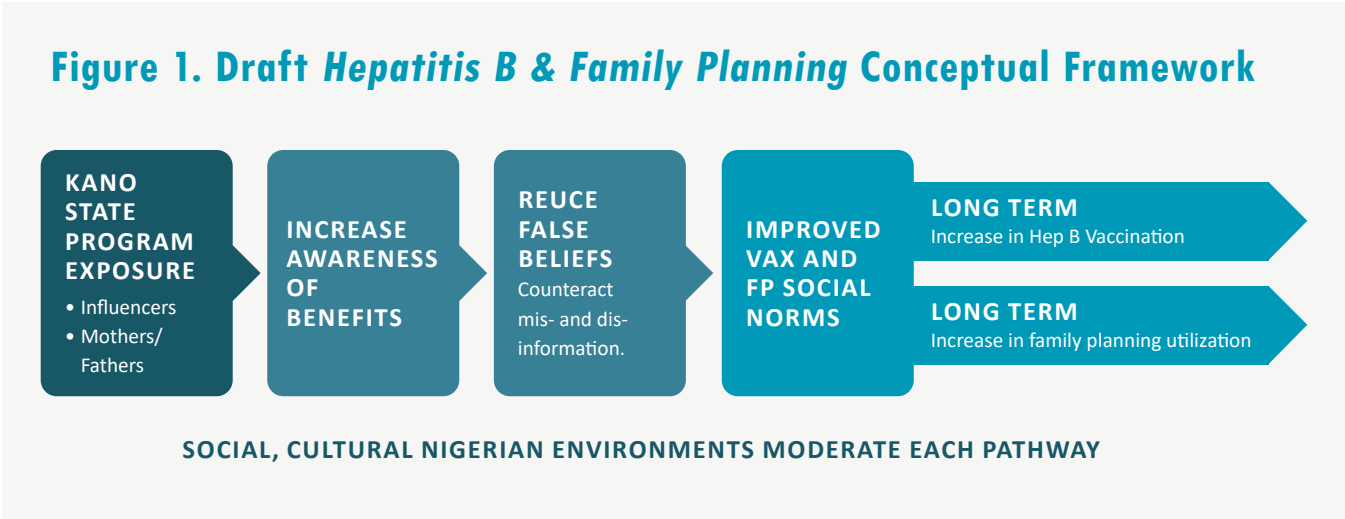 Figure 1. Draft Hepatitis B & Family Planning Conceptual Framework
KANO
STATE
PROGRAM
EXPOSURE
• Influencers
• Mothers/
Fathers
INCREASE
AWARENESS
OF
BENEFITS
REUCE
FALSE
BELIEFS
Counteract
mis- and dis-
information.
IMPROVED
VAX AND
FP SOCIAL
NORMS
LONG TERM
Increase in Hep B Vaccination
LONG TERM
Increase in family planning utilization
SOCIAL, CULTURAL NIGERIAN ENVIRONMENTS MODERATE EACH PATHWAY